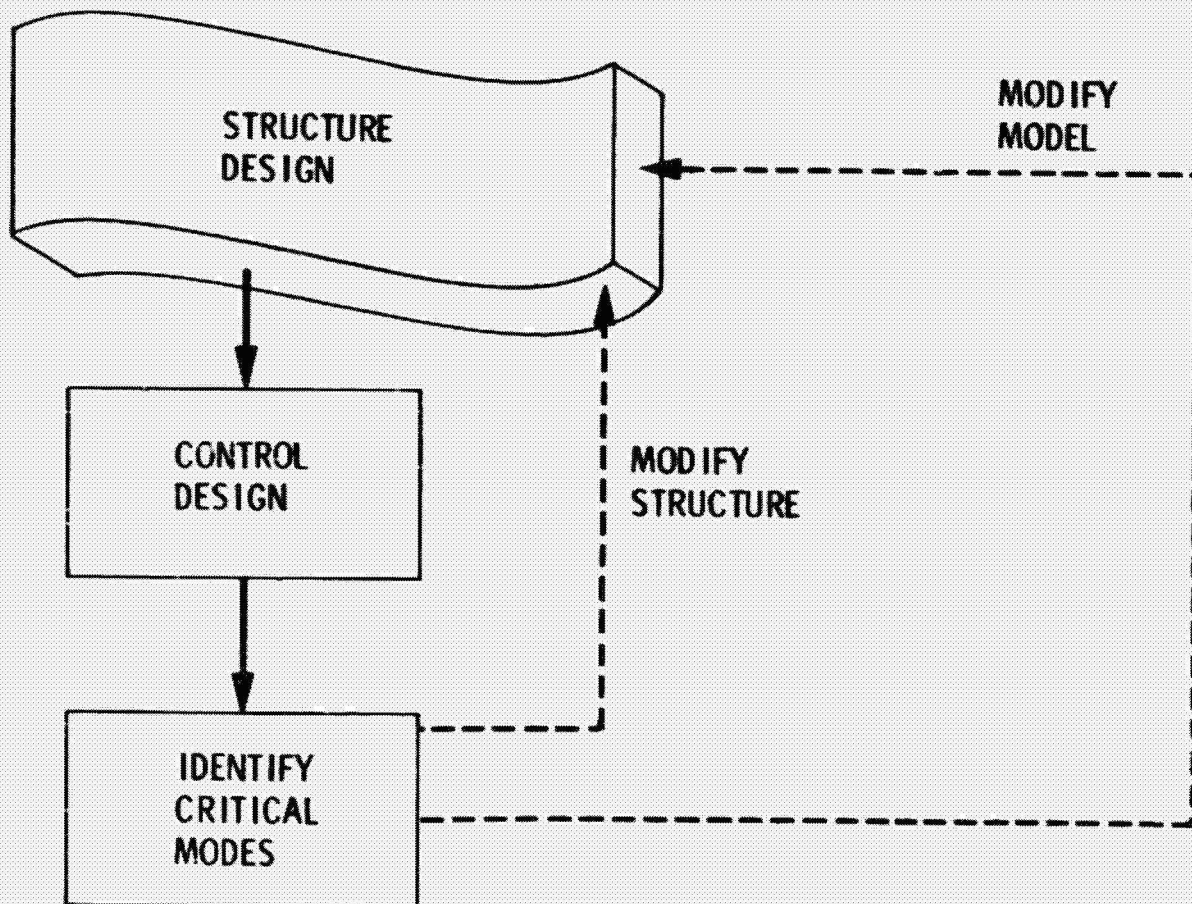 STRUCTURE
DESIGN
MODIFY
MODEL
CONTROL
DESIGN
MODIFY
STRUCTURE
IDENTIFY
CRITICAL
MODES